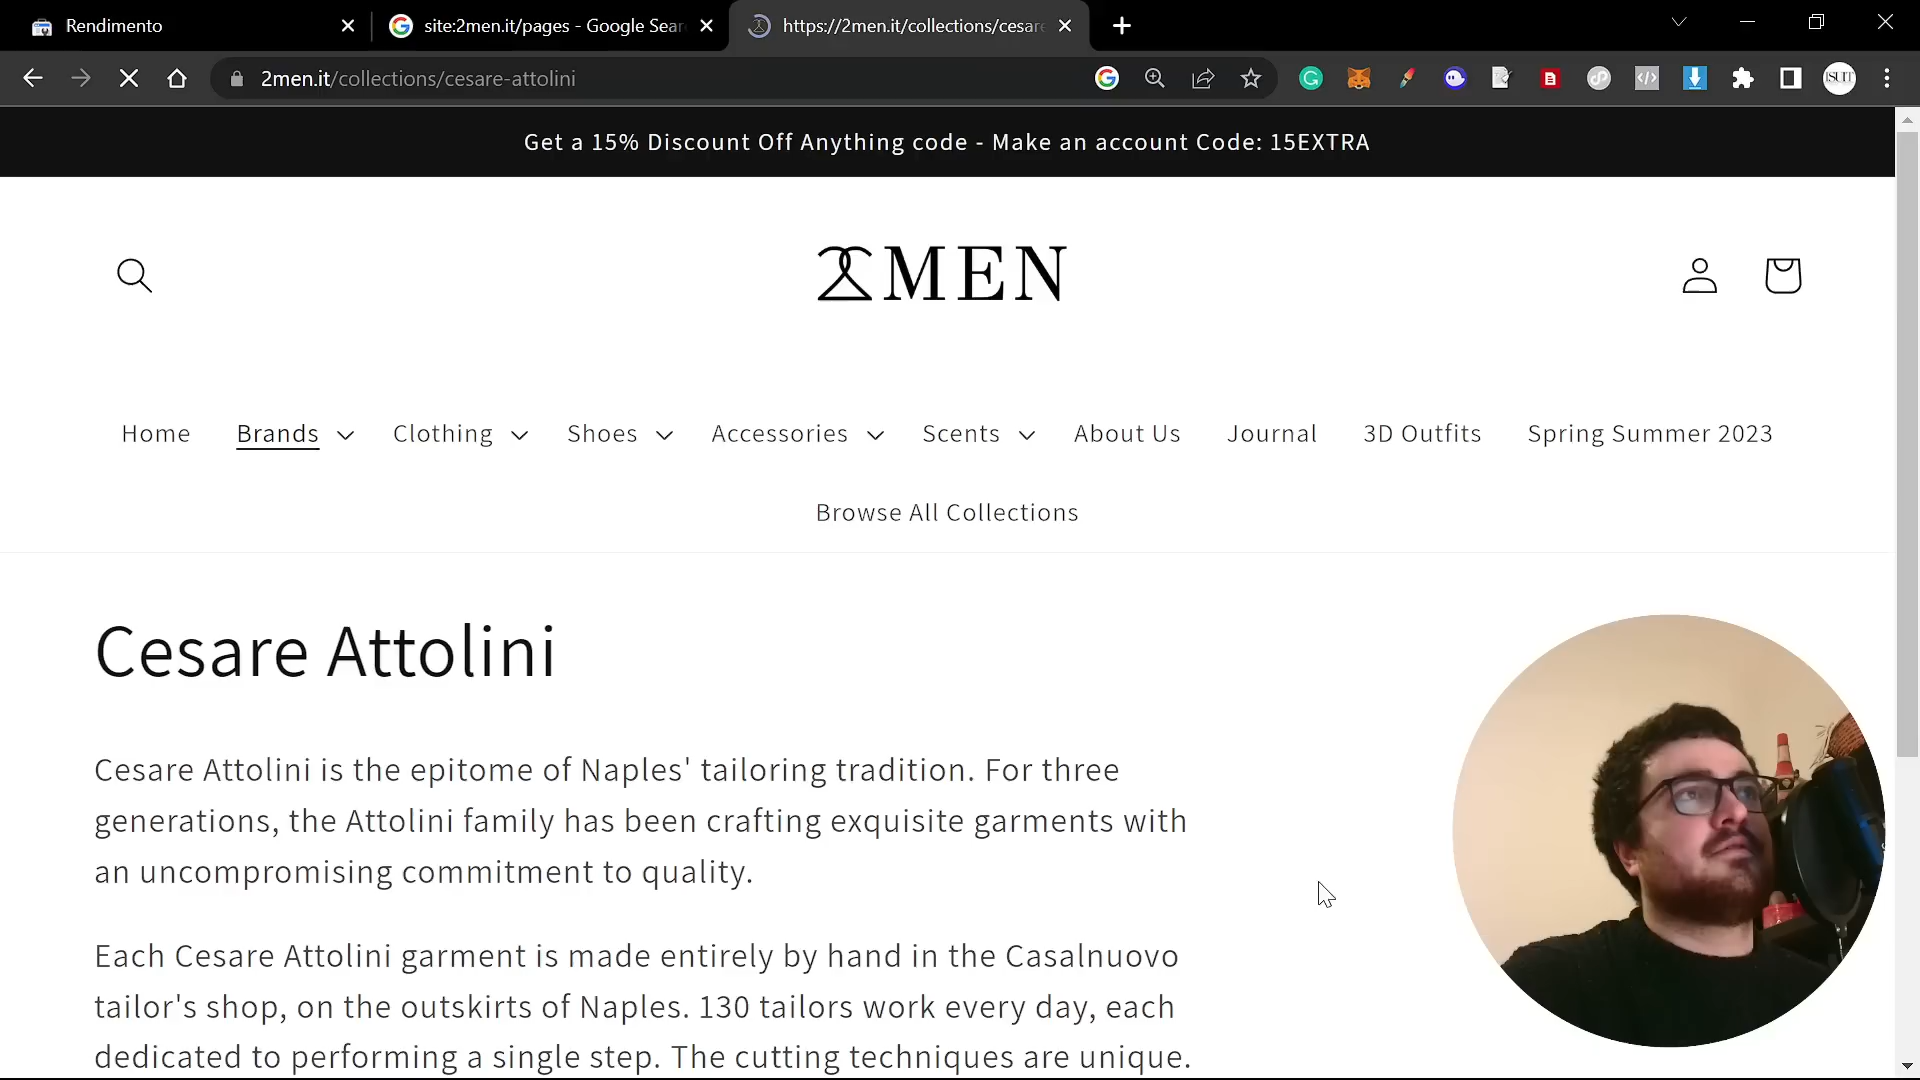 Rendimento
site:2men.it/pages - Google Sear
https://2men.it/collections/cesare
2men.it/collections/cesare-attolini
Get a 15% Discount Off Anything code - Make an account Code: 15EXTRA
2MEN
Home Brands Clothing Shoes Accessories Scents About Us Journal 3D Outfits Spring Summer 2023
Browse All Collections
Cesare Attolini
Cesare Attolini is the epitome of Naples' tailoring tradition. For three
generations, the Attolini family has been crafting exquisite garments with
an uncompromising commitment to quality.
Each Cesare Attolini garment is made entirely by hand in the Casalnuovo
tailor's shop, on the outskirts of Naples. 130 tailors work every day, each
dedicated to performing a single step. The cutting techniques are unique.